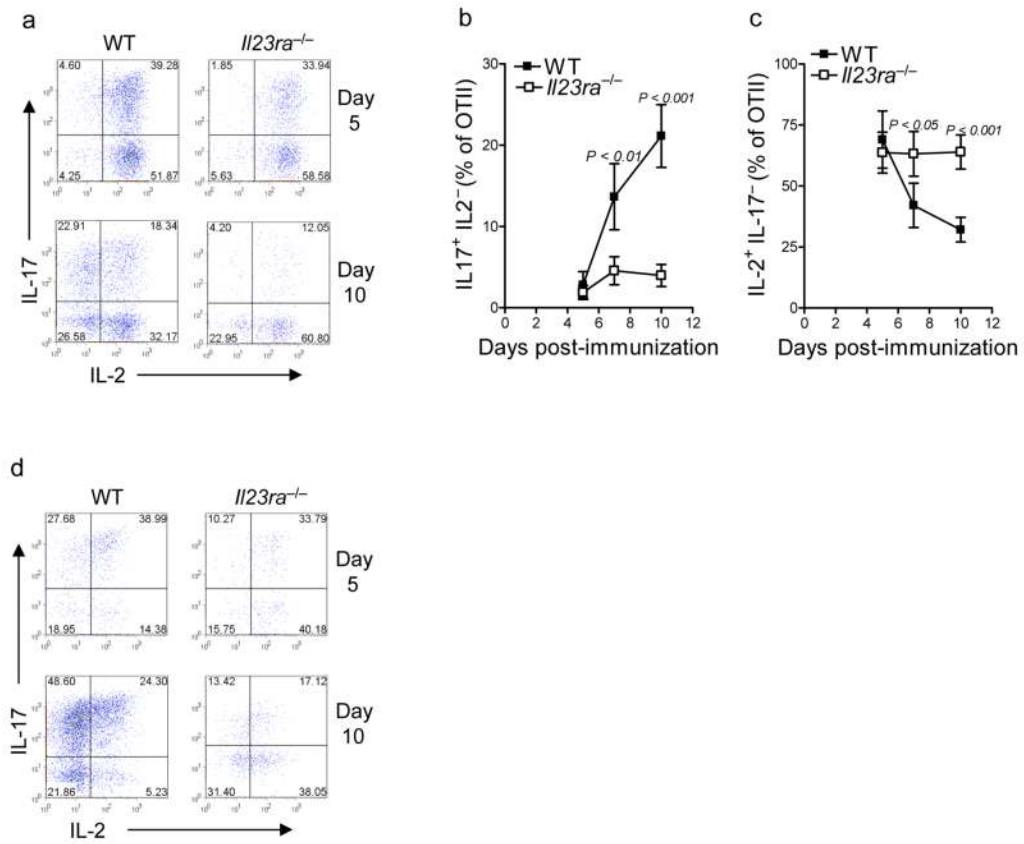 a
WT Il23ra–/–
4.60 39.28 1.85 33.94
Day
5
4.25 51.87 5.63 58.58
22.91 18.34 4.20 12.05
Day
10
26.58 32.17 22.95 60.80
IL-17
IL-2
b
WT
Il23ra–/–
IL17+ IL2– (% of OTII)
30
20
10
0
P < 0.01
P < 0.001
0 2 4 6 8 10 12
Days post-immunization
c
WT
Il23ra–/–
IL-2+ IL-17– (% of OTII)
100
75
50
25
0
P < 0.05 P < 0.001
0 2 4 6 8 10 12
Days post-immunization
d
WT Il23ra–/–
27.68 38.99 10.27 33.79
Day
5
18.95 14.38 15.75 40.18
48.60 24.30 13.42 17.12
Day
10
21.86 5.23 31.40 38.05
IL-17
IL-2